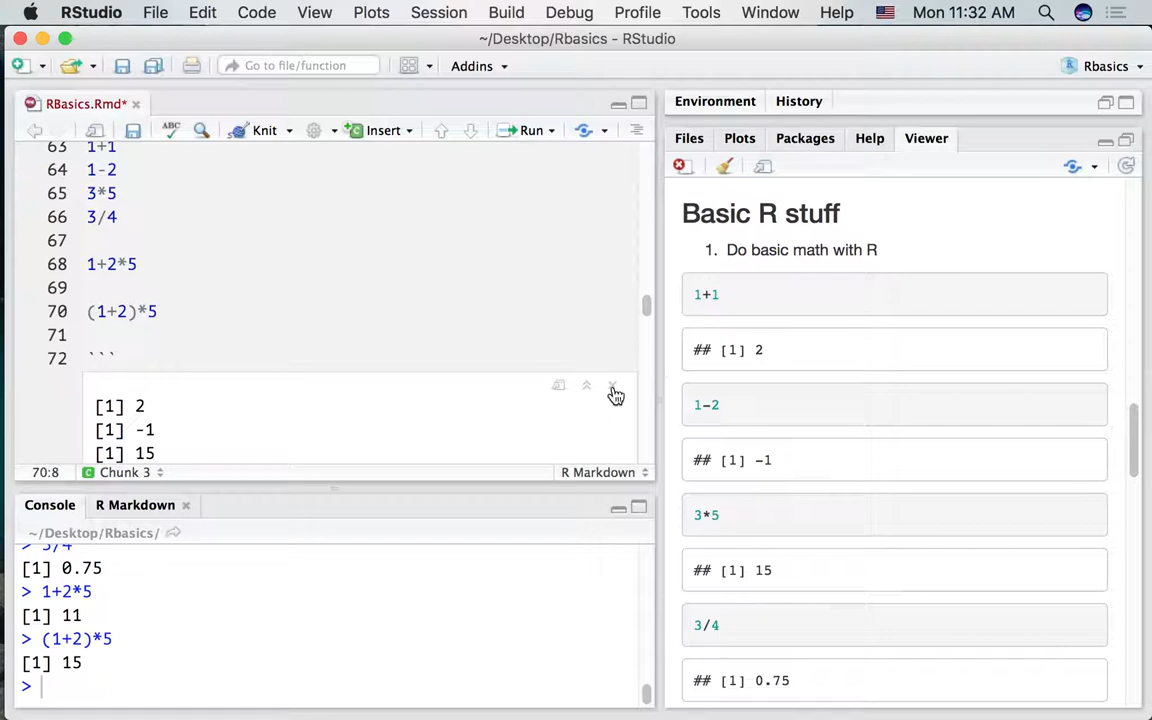 RStudio File Edit Code View Plots Session Build Debug Profile Tools Window Help Mon 11:32 AM
~/Desktop/Rbasics - RStudio
Go to file/function Addins Rbasics
RBasics.Rmd*
ABC Knit Insert Run
63 1+1
64 1-2
65 3*5
66 3/4
67
68 1+2*5
69
70 (1+2)*5
71
72 ```
[1] 2
[1] -1
[1] 15
70:8 C Chunk 3 R Markdown
Console R Markdown
~/Desktop/Rbasics/
> 3/4
[1] 0.75
> 1+2*5
[1] 11
> (1+2)*5
[1] 15
>
Environment History
Files Plots Packages Help Viewer
Basic R stuff
1. Do basic math with R
1+1
## [1] 2
1-2
## [1] -1
3*5
## [1] 15
3/4
## [1] 0.75